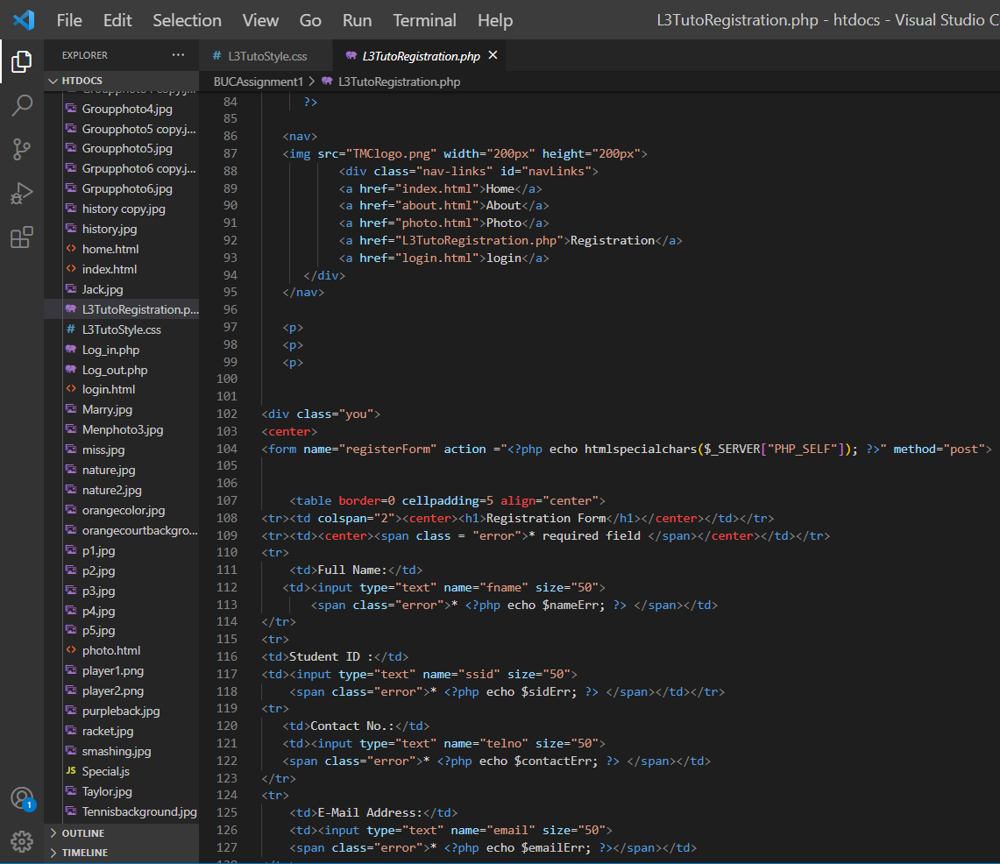 File Edit Selection View Go Run Terminal Help L3TutoRegistration.php - htdocs - Visual Studio C
EXPLORER ...
HTDOCS
Groupphoto4.jpg
Groupphoto5 copy.j...
Groupphoto5.jpg
Grpupphoto6 copy.j...
Grpupphoto6.jpg
history copy.jpg
history.jpg
home.html
index.html
Jack.jpg
L3TutoRegistration.p...
L3TutoStyle.css
Log_in.php
Log_out.php
login.html
Marry.jpg
Menphoto3.jpg
miss.jpg
nature.jpg
nature2.jpg
orangecolor.jpg
orangecourtbackgro...
p1.jpg
p2.jpg
p3.jpg
p4.jpg
p5.jpg
photo.html
player1.png
player2.png
purpleback.jpg
racket.jpg
smashing.jpg
JS Special.js
Taylor.jpg
Tennisbackground.jpg
OUTLINE
TIMELINE
1
# L3TutoStyle.css L3TutoRegistration.php ×
BUCAssignment1 > L3TutoRegistration.php
84 ?>
85
86 <nav>
87 <img src="TMClogo.png" width="200px" height="200px">
88 <div class="nav-links" id="navLinks">
89 <a href="index.html">Home</a>
90 <a href="about.html">About</a>
91 <a href="photo.html">Photo</a>
92 <a href="L3TutoRegistration.php">Registration</a>
93 <a href="login.html">login</a>
94 </div>
95 </nav>
96
97 <p>
98 <p>
99 <p>
100
101
102 <div class="you">
103 <center>
104 <form name="registerForm" action ="<?php echo htmlspecialchars($_SERVER["PHP_SELF"]); ?>" method="post">
105
106
107 <table border=0 cellpadding=5 align="center">
108 <tr><td colspan="2"><center><h1>Registration Form</h1></center></td></tr>
109 <tr><td><center><span class = "error">* required field </span></center></td></tr>
110 <tr>
111 <td>Full Name:</td>
112 <td><input type="text" name="fname" size="50">
113 <span class="error">* <?php echo $nameErr; ?> </span></td>
114 </tr>
115 <tr>
116 <td>Student ID :</td>
117 <td><input type="text" name="ssid" size="50">
118 <span class="error">* <?php echo $sidErr; ?> </span></td></tr>
119 <tr>
120 <td>Contact No.:</td>
121 <td><input type="text" name="telno" size="50">
122 <span class="error">* <?php echo $contactErr; ?> </span></td>
123 </tr>
124 <tr>
125 <td>E-Mail Address:</td>
126 <td><input type="text" name="email" size="50">
127 <span class="error">* <?php echo $emailErr; ?></span></td>